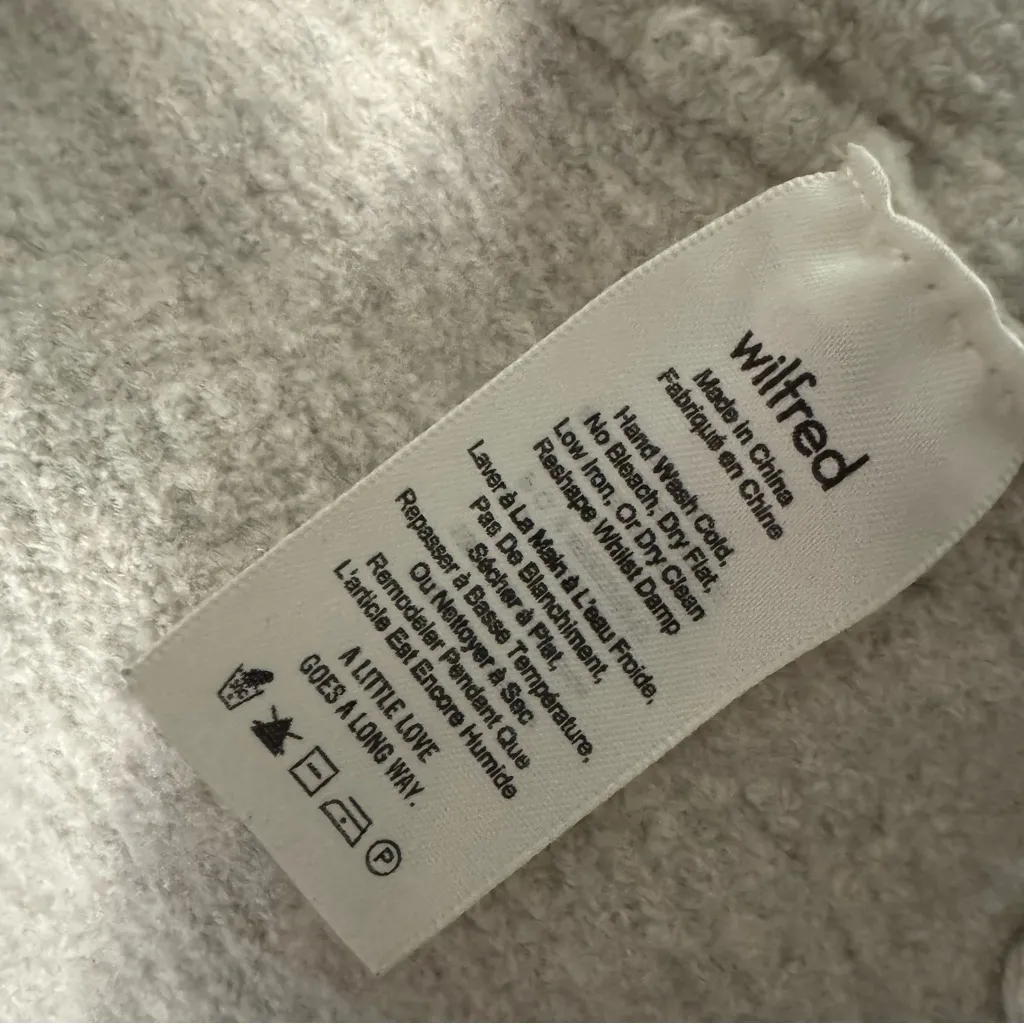 wilfred
Made in China
Fabriqué en Chine
Hand Wash Cold,
No Bleach, Dry Flat,
Low Iron. Or Dry Clean
Reshape Whilst Damp
Laver à La Main à L'eau Froide,
Pas De Blanchiment,
Sécher à Plat,
Repasser à Basse Température,
Ou Nettoyer à Sec
Remodeler Pendant Que
L'article Est Encore Humide
A LITTLE LOVE
GOES A LONG WAY.
P